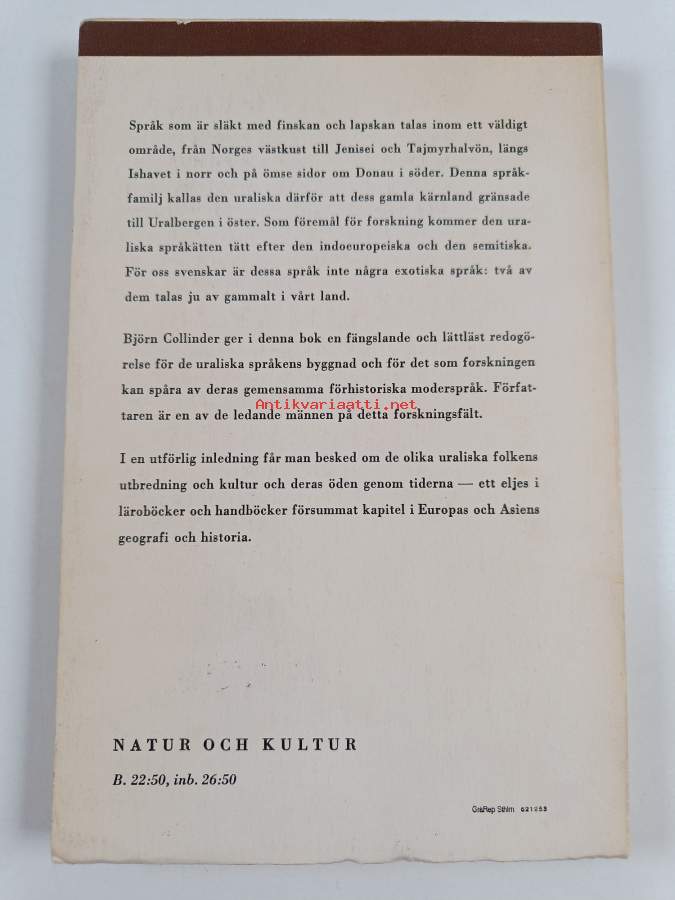 Språk som är släkt med finskan och lapskan talas inom ett väldigt
område, från Norges västkust till Jenisei och Tajmyrhalvön, längs
Ishavet i norr och på ömse sidor om Donau i söder. Denna språk-
familj kallas den uraliska därför att dess gamla kärnland gränsade
till Uralbergen i öster. Som föremål för forskning kommer den ura-
liska språkätten tätt efter den indoeuropeiska och den semitiska.
För oss svenskar är dessa språk inte några exotiska språk: två av
dem talas ju av gammalt i vårt land.
Björn Collinder ger i denna bok en fängslande och lättläst redogö-
relse för de uraliska språkens byggnad och för det som forskningen
kan spåra av deras gemensamma förhistoriska moderspråk. Förfat-
Antikvariaatti.net
taren är en av de ledande männen på detta forskningsfält.
I en utförlig inledning får man besked om de olika uraliska folkens
utbredning och kultur och deras öden genom tiderna — ett eljes i
läroböcker och handböcker försummat kapitel i Europas och Asiens
geografi och historia.
NATUR OCH KULTUR
B. 22:50, inb. 26:50
GraRep Sthlm 621253